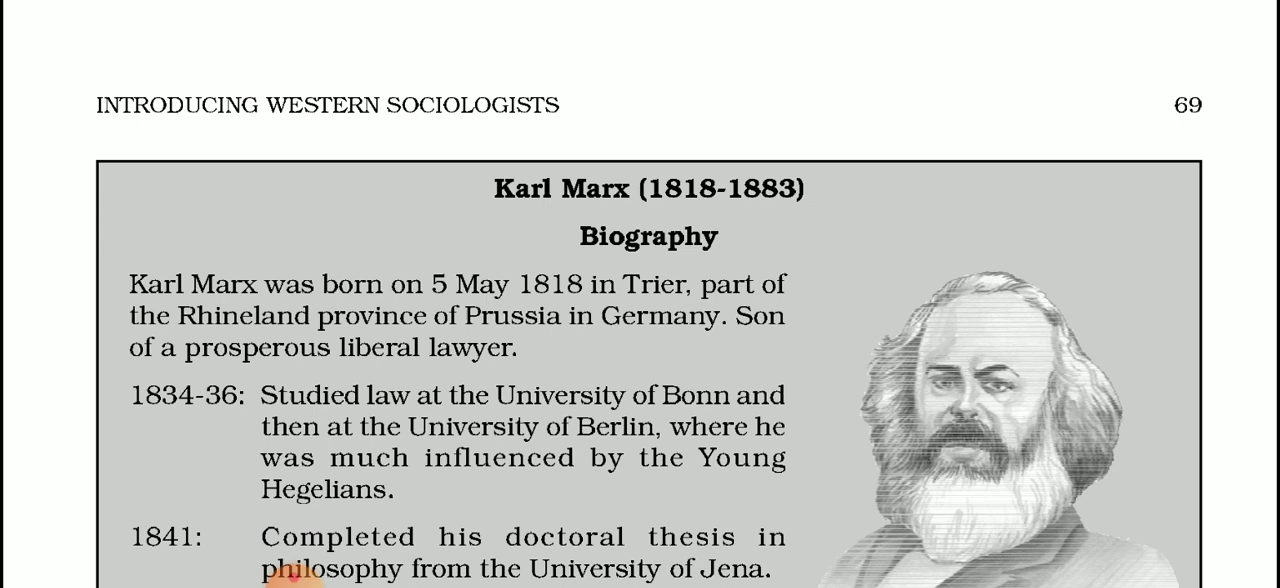 INTRODUCING WESTERN SOCIOLOGISTS 69
Karl Marx (1818-1883)
Biography
Karl Marx was born on 5 May 1818 in Trier, part of
the Rhineland province of Prussia in Germany. Son
of a prosperous liberal lawyer.
1834-36: Studied law at the University of Bonn and
then at the University of Berlin, where he
was much influenced by the Young
Hegelians.
1841: Completed his doctoral thesis in
philosophy from the University of Jena.